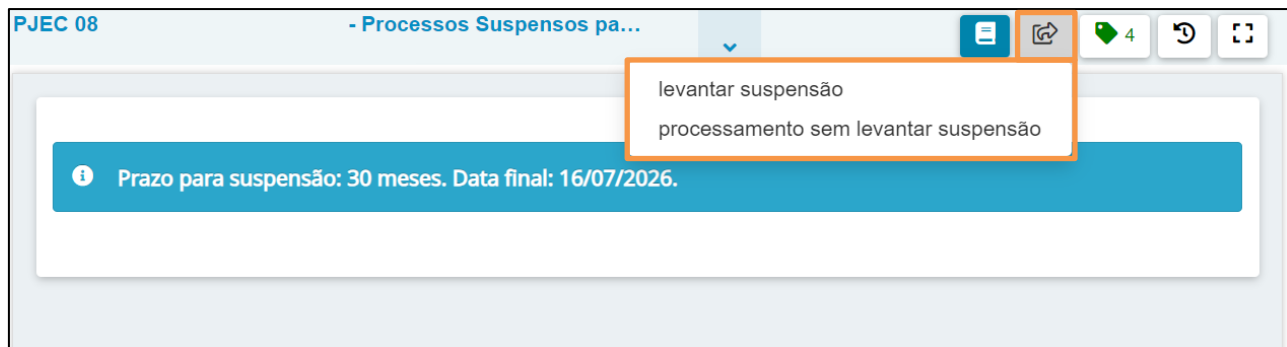 PJEC 08 - Processos Suspensos pa...
4
levantar suspensão
processamento sem levantar suspensão
Prazo para suspensão: 30 meses. Data final: 16/07/2026.